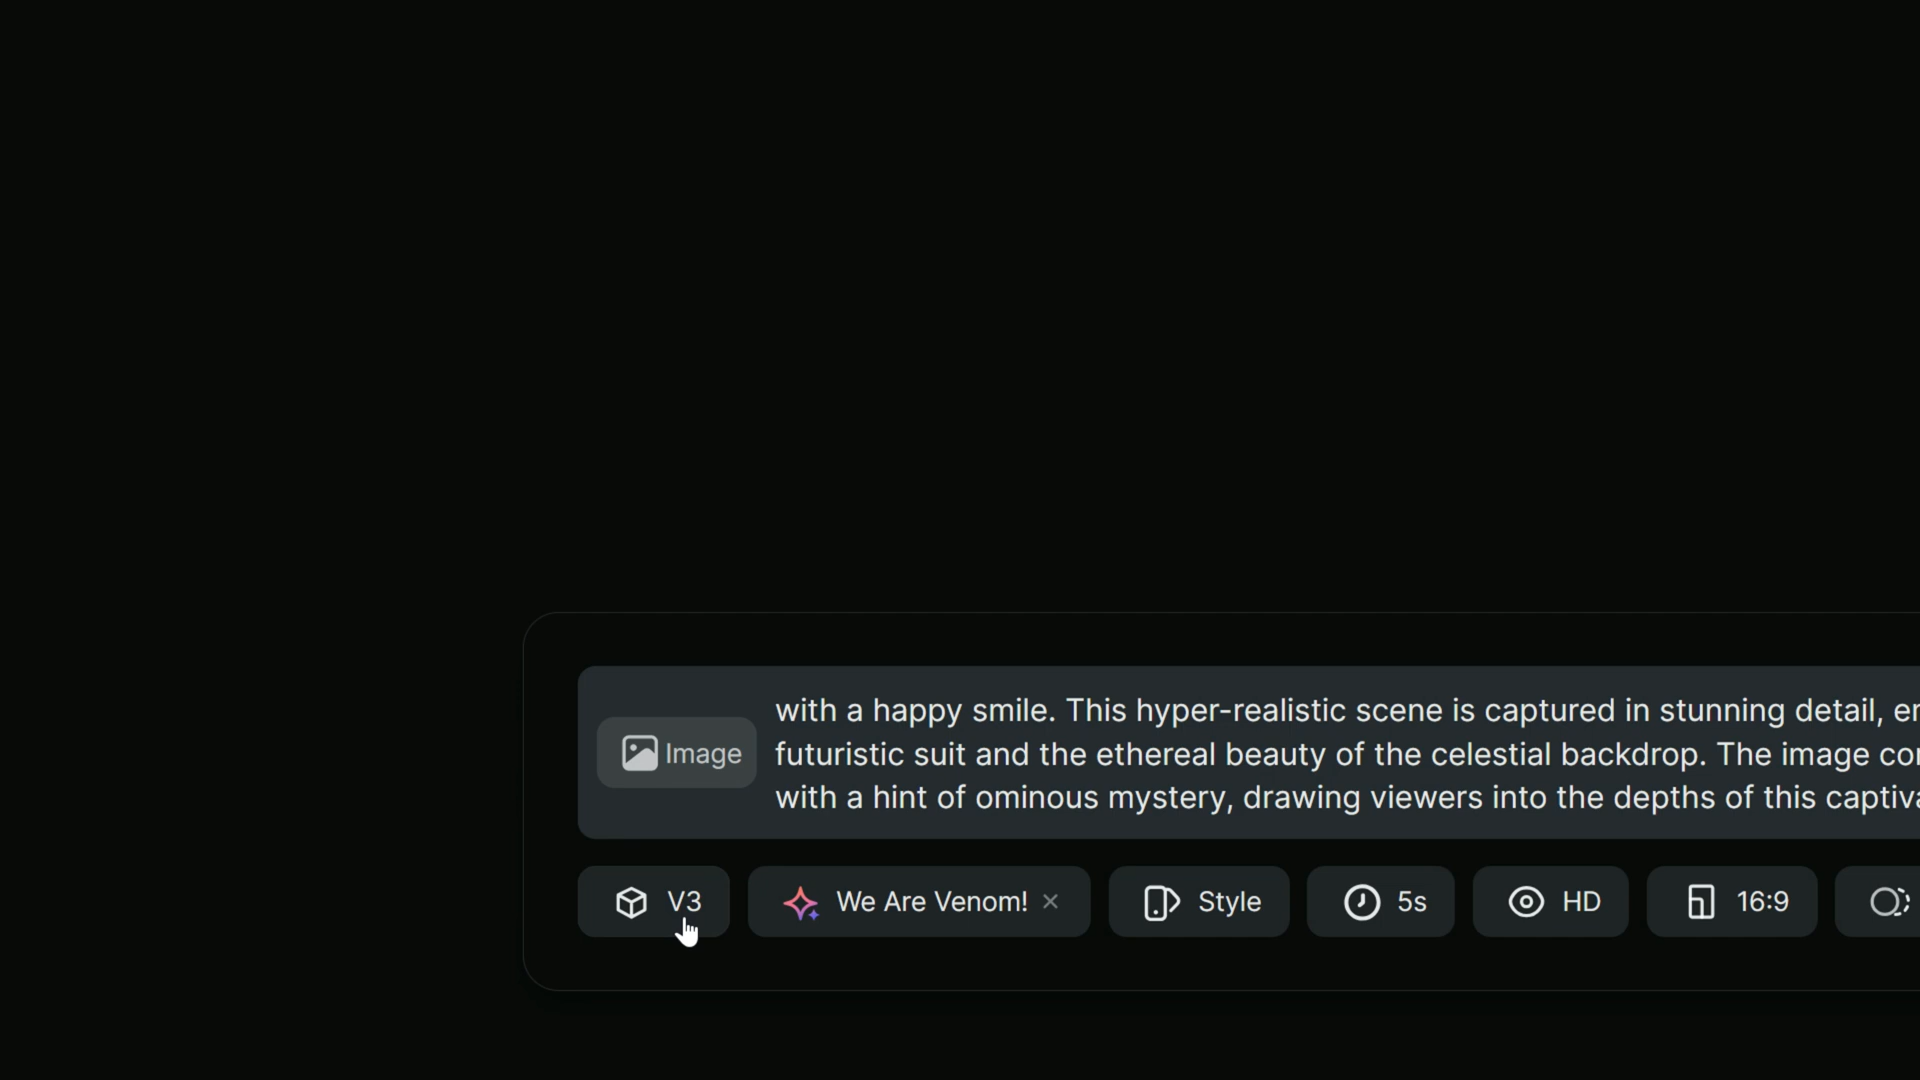 with a happy smile. This hyper-realistic scene is captured in stunning detail,
Image
futuristic suit and the ethereal beauty of the celestial backdrop. The image
with a hint of ominous mystery, drawing viewers into the depths of this
V3 We Are Venom! × Style 5s HD 16:9